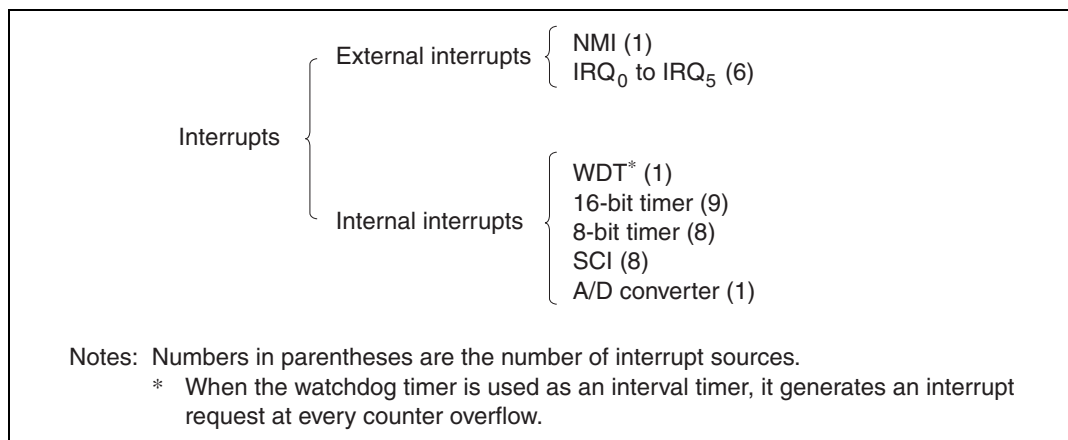 External interrupts
NMI (1)
IRQ0 to IRQ5 (6)
Interrupts
Internal interrupts
WDT* (1)
16-bit timer (9)
8-bit timer (8)
SCI (8)
A/D converter (1)
Notes: Numbers in parentheses are the number of interrupt sources.
* When the watchdog timer is used as an interval timer, it generates an interrupt
request at every counter overflow.